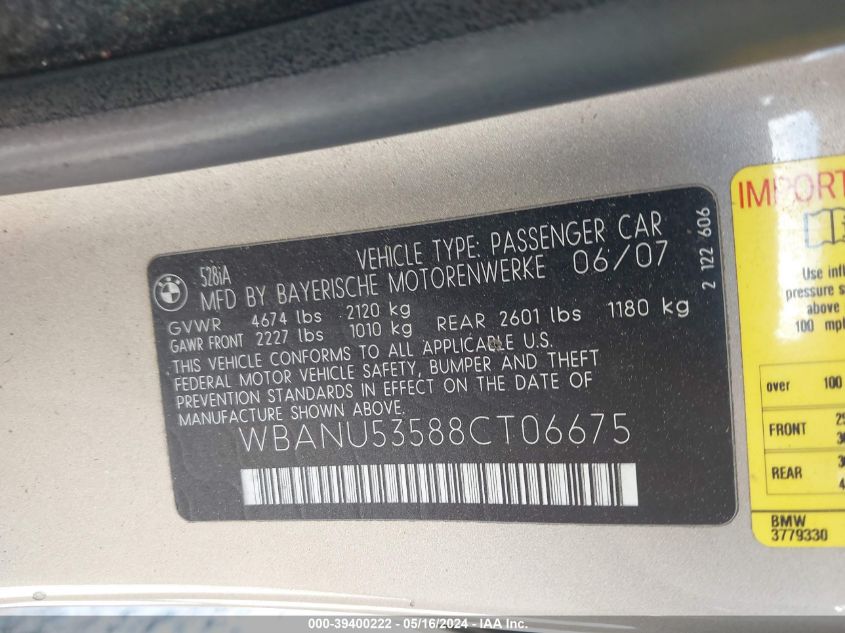 528iA
VEHICLE TYPE: PASSENGER CAR
MFD BY BAYERISCHE MOTORENWERKE 06/07
GVWR 4674 lbs 2120 kg
GAWR FRONT 2227 lbs 1010 kg REAR 2601 lbs 1180 kg
THIS VEHICLE CONFORMS TO ALL APPLICABLE U.S.
FEDERAL MOTOR VEHICLE SAFETY, BUMPER AND THEFT
PREVENTION STANDARDS IN EFFECT ON THE DATE OF
MANUFACTURE SHOWN ABOVE.
WBANU53588CT06675
2 122 606
IMPORT
Use infl
pressure s
above
100 mph
over 100
FRONT
REAR
BMW
3779330
000-39400222 - 05/16/2024 - IAA Inc.